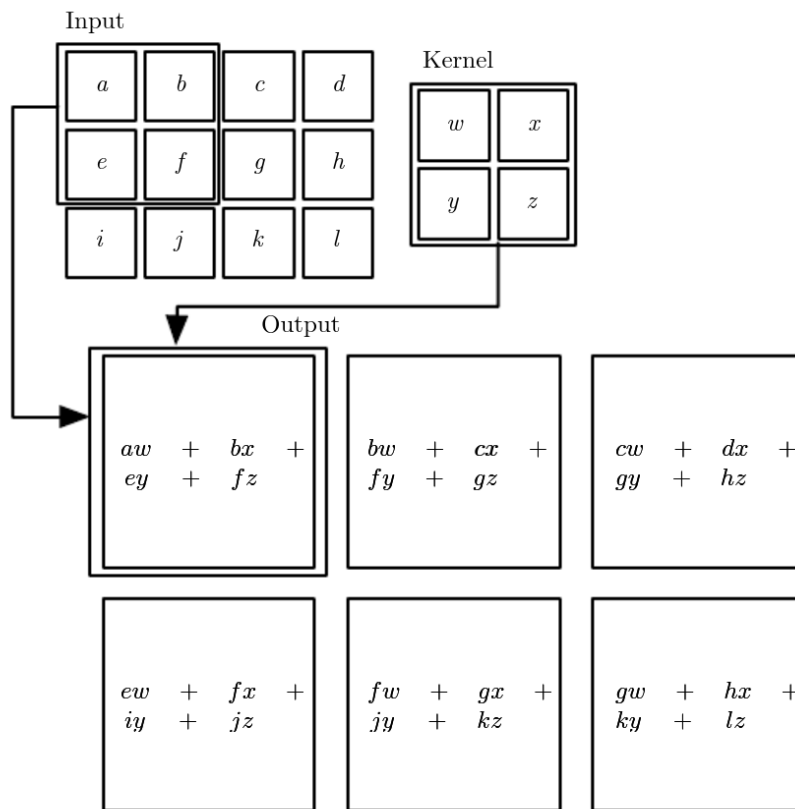 Input
a b c d
Kernel
w x
e f g h
y z
i j k l
Output
aw + bx +
ey + fz
bw + cx +
fy + gz
cw + dx +
gy + hz
ew + fx +
iy + jz
fw + gx +
jy + kz
gw + hx +
ky + lz